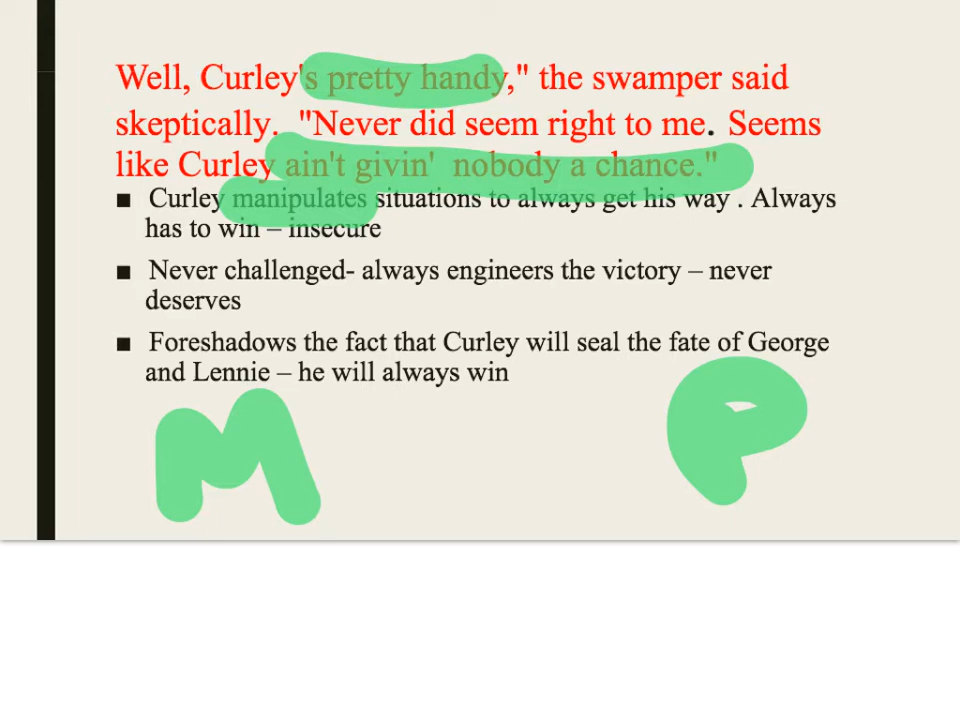 Well, Curley's pretty handy," the swamper said
skeptically. "Never did seem right to me. Seems
like Curley ain't givin' nobody a chance."
■ Curley manipulates situations to always get his way . Always
has to win – insecure
■ Never challenged- always engineers the victory – never
deserves
■ Foreshadows the fact that Curley will seal the fate of George
and Lennie – he will always win
M P